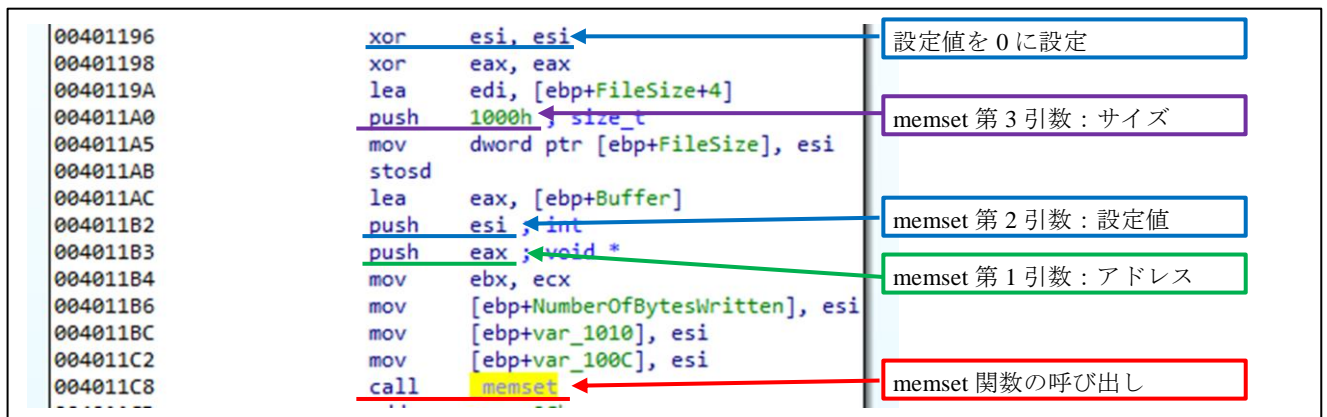 00401196 xor esi, esi 設定値を 0 に設定
00401198 xor eax, eax
0040119A lea edi, [ebp+FileSize+4]
004011A0 push 1000h ; size_t memset 第 3 引数：サイズ
004011A5 mov dword ptr [ebp+FileSize], esi
004011AB stosd
004011AC lea eax, [ebp+Buffer]
004011B2 push esi ; int memset 第 2 引数：設定値
004011B3 push eax ; void * memset 第 1 引数：アドレス
004011B4 mov ebx, ecx
004011B6 mov [ebp+NumberOfBytesWritten], esi
004011BC mov [ebp+var_1010], esi
004011C2 mov [ebp+var_100C], esi
004011C8 call memset memset 関数の呼び出し